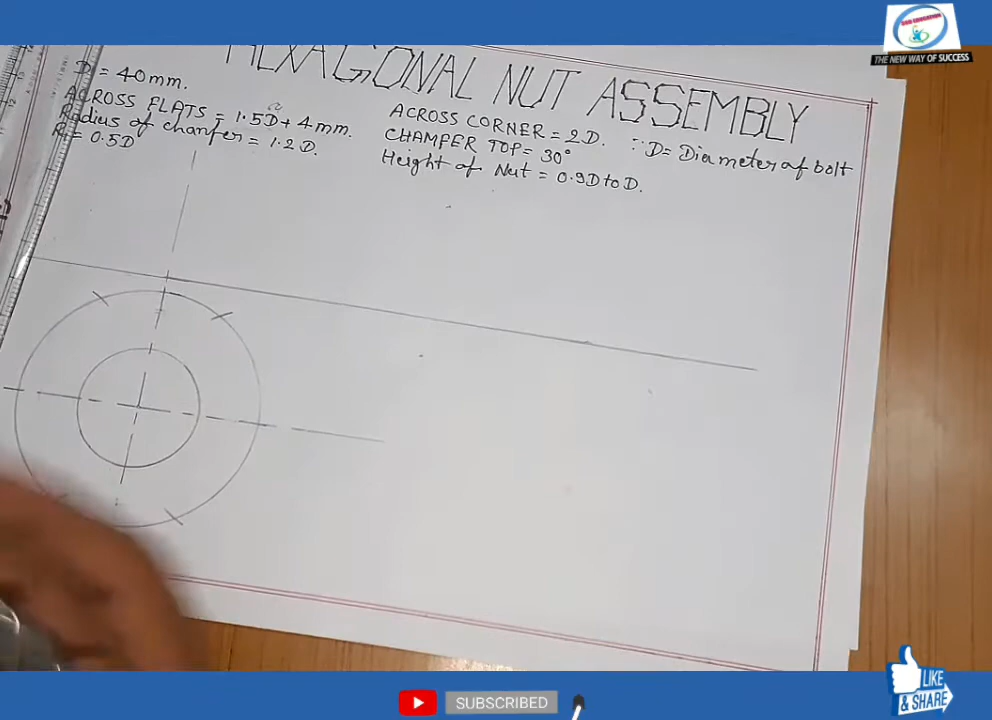 HEXAGONAL NUT ASSEMBLY
D = 40mm.
ACROSS FLATS = 1.5D + 4mm.
Radius of chanfer = 1.2D.
R = 0.5D
ACROSS CORNER = 2D.
CHAMFER TOP = 30°
Height of Nut = 0.9D to D.
∵ D = Diameter of bolt
THE NEW WAY OF SUCCESS
SUBSCRIBED
LIKE
& SHARE